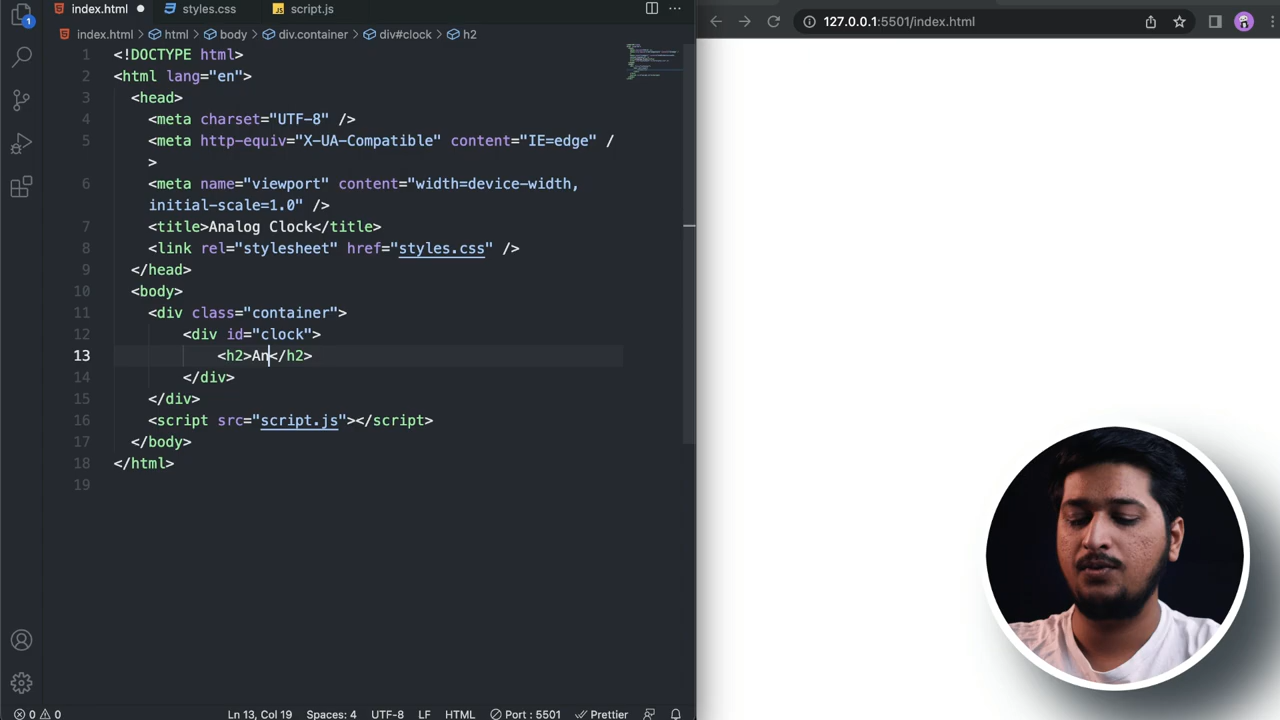 index.html
styles.css
script.js
127.0.0.1:5501/index.html
1
index.html > html > body > div.container > div#clock > h2
1 <!DOCTYPE html>
2 <html lang="en">
3 <head>
4 <meta charset="UTF-8" />
5 <meta http-equiv="X-UA-Compatible" content="IE=edge" /
>
6 <meta name="viewport" content="width=device-width,
initial-scale=1.0" />
7 <title>Analog Clock</title>
8 <link rel="stylesheet" href="styles.css" />
9 </head>
10 <body>
11 <div class="container">
12 <div id="clock">
13 <h2>An</h2>
14 </div>
15 </div>
16 <script src="script.js"></script>
17 </body>
18 </html>
19
0 0 Ln 13, Col 19 Spaces: 4 UTF-8 LF HTML Port : 5501 Prettier